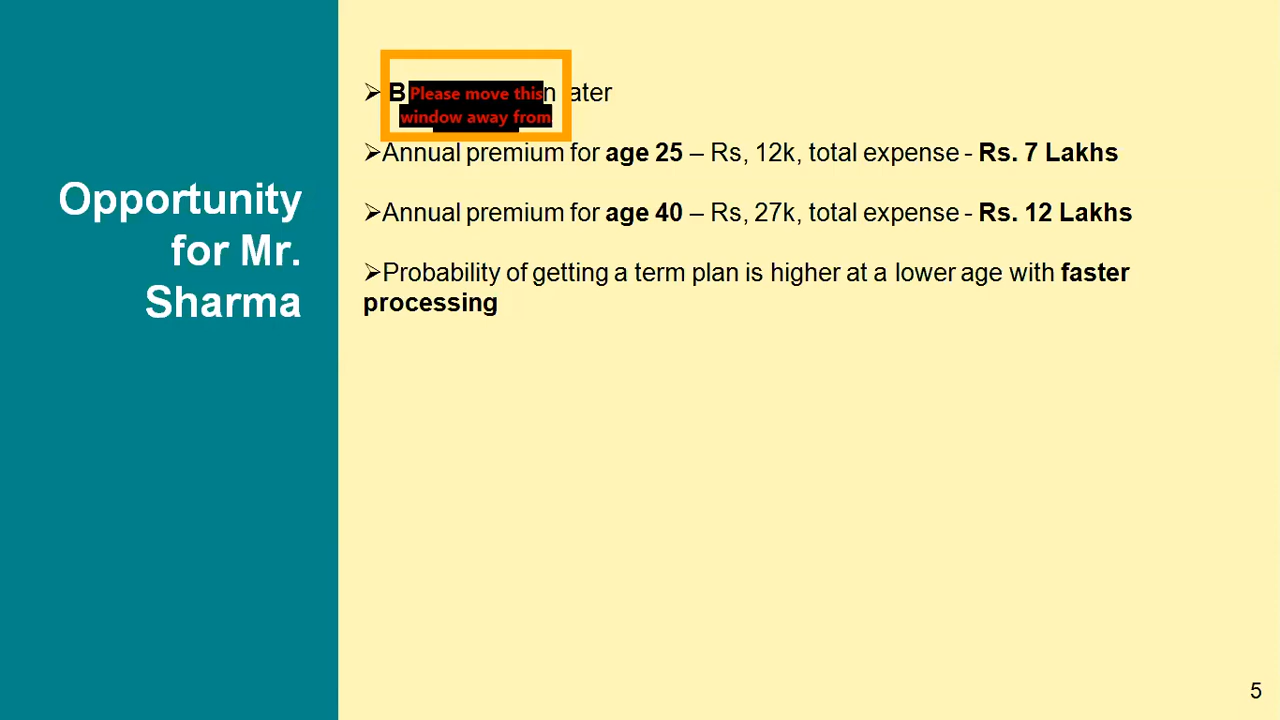 Opportunity
for Mr.
Sharma
➢ B n later
Please move this
window away from
➢Annual premium for age 25 – Rs, 12k, total expense - Rs. 7 Lakhs
➢Annual premium for age 40 – Rs, 27k, total expense - Rs. 12 Lakhs
➢Probability of getting a term plan is higher at a lower age with faster
processing
5